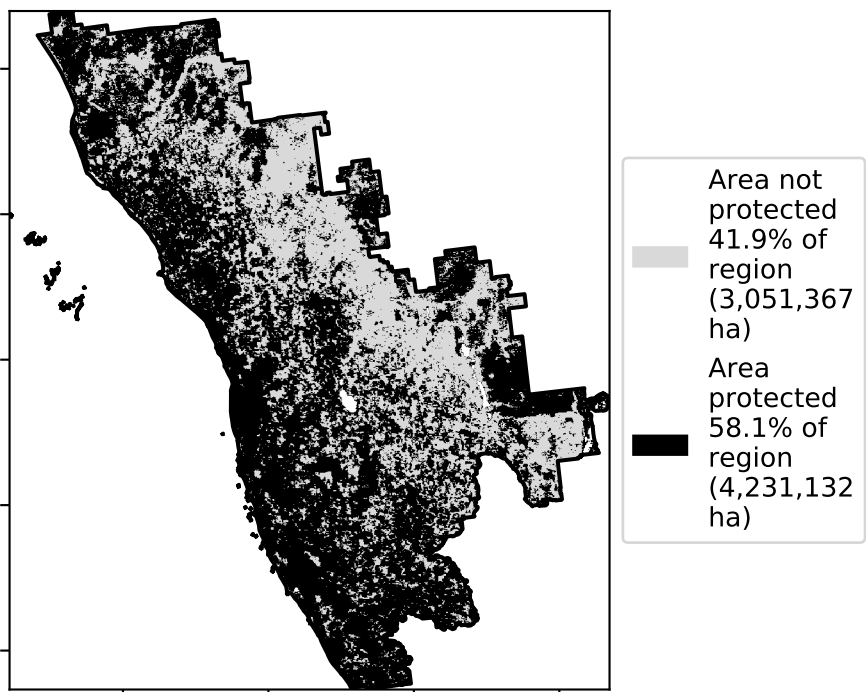 Area not
protected
41.9% of
region
(3,051,367
ha)
Area
protected
58.1% of
region
(4,231,132
ha)